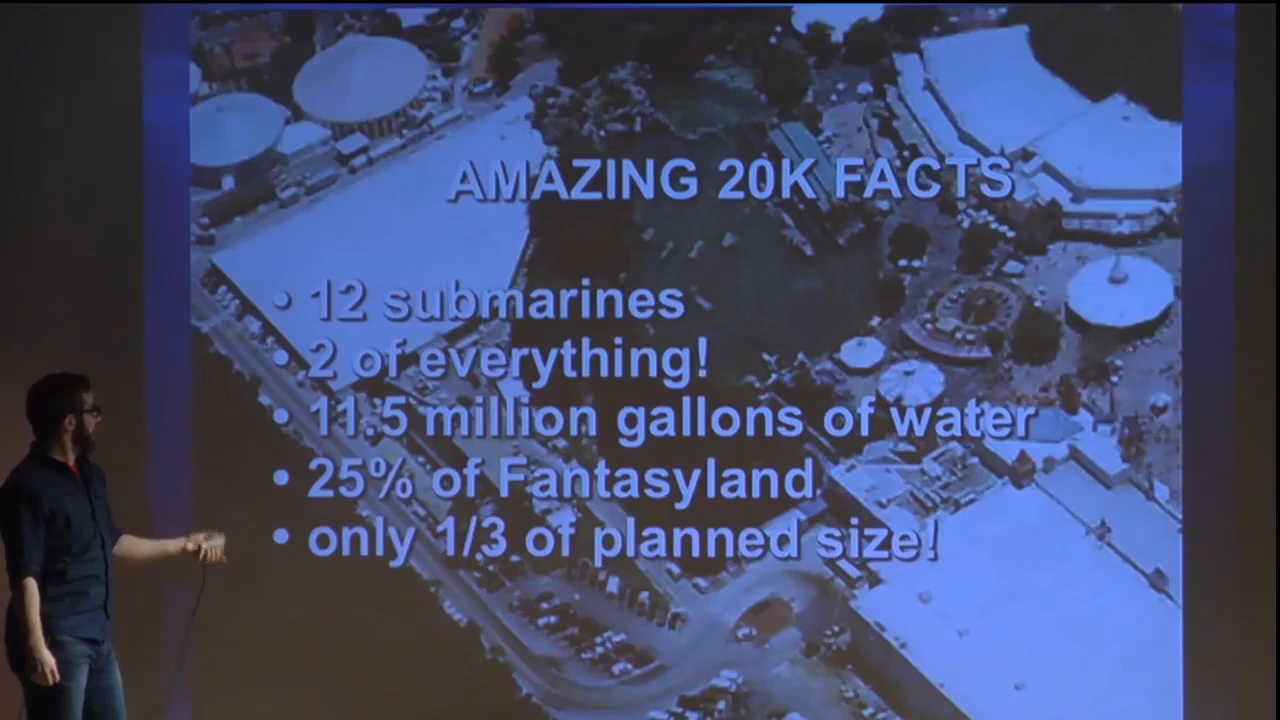 AMAZING 20K FACTS
• 12 submarines
• 2 of everything!
• 11.5 million gallons of water
• 25% of Fantasyland
• only 1/3 of planned size!